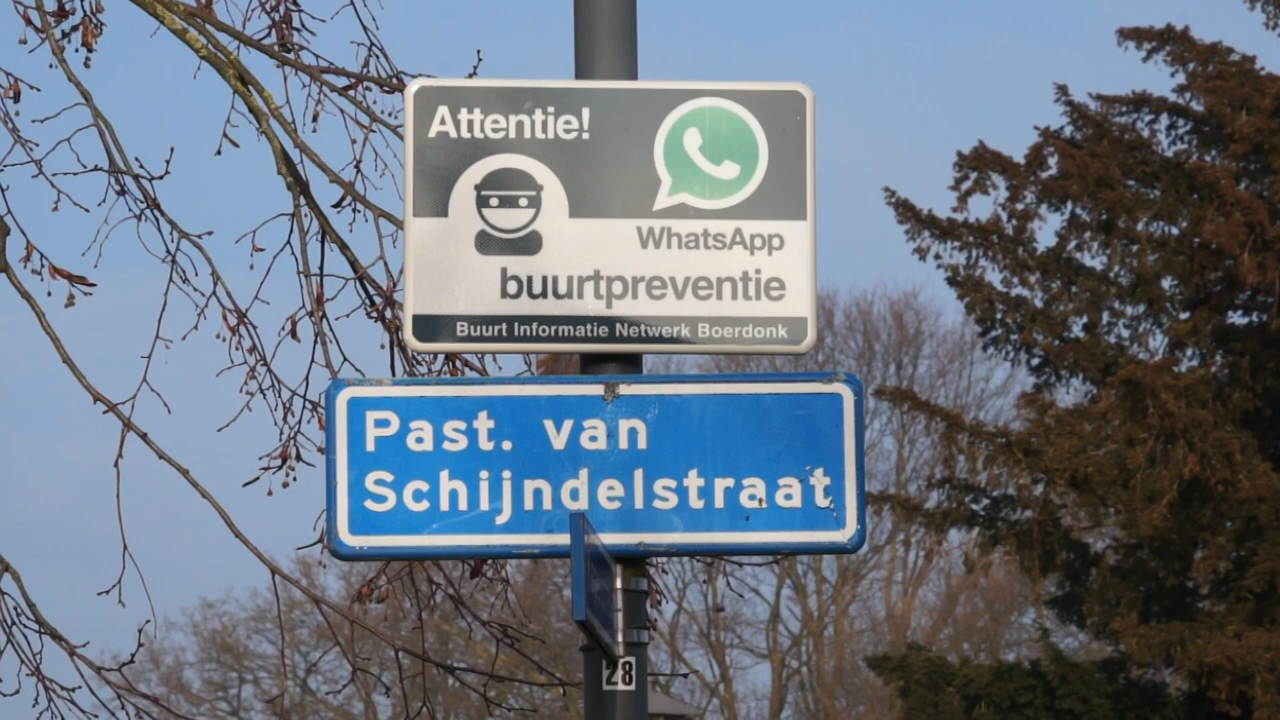 Attentie!
WhatsApp
buurtpreventie
Buurt Informatie Netwerk Boerdonk
Past. van
Schijndelstraat
28